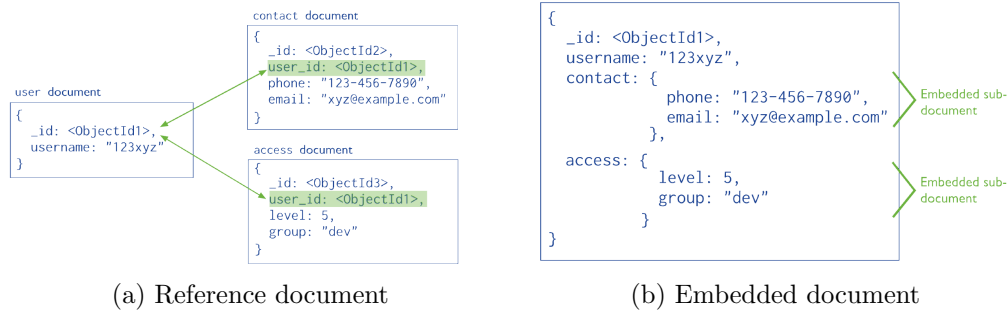 contact document
{
_id: <ObjectId2>,
user_id: <ObjectId1>,
phone: "123-456-7890",
email: "xyz@example.com"
}
user document
{
_id: <ObjectId1>,
username: "123xyz"
}
access document
{
_id: <ObjectId3>,
user_id: <ObjectId1>,
level: 5,
group: "dev"
}
(a) Reference document
{
_id: <ObjectId1>,
username: "123xyz",
contact: {
phone: "123-456-7890",
email: "xyz@example.com"
},
access: {
level: 5,
group: "dev"
}
}
Embedded sub-
document
Embedded sub-
document
(b) Embedded document